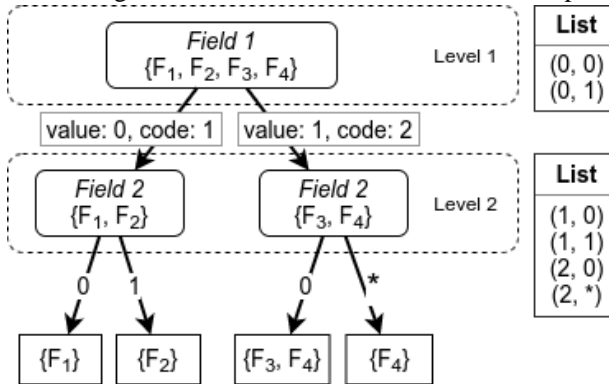 Field 1
{F1, F2, F3, F4}
Level 1
List
(0, 0)
(0, 1)
value: 0, code: 1
value: 1, code: 2
Field 2
{F1, F2}
Field 2
{F3, F4}
Level 2
List
(1, 0)
(1, 1)
(2, 0)
(2, *)
0
1
0
*
{F1}
{F2}
{F3, F4}
{F4}